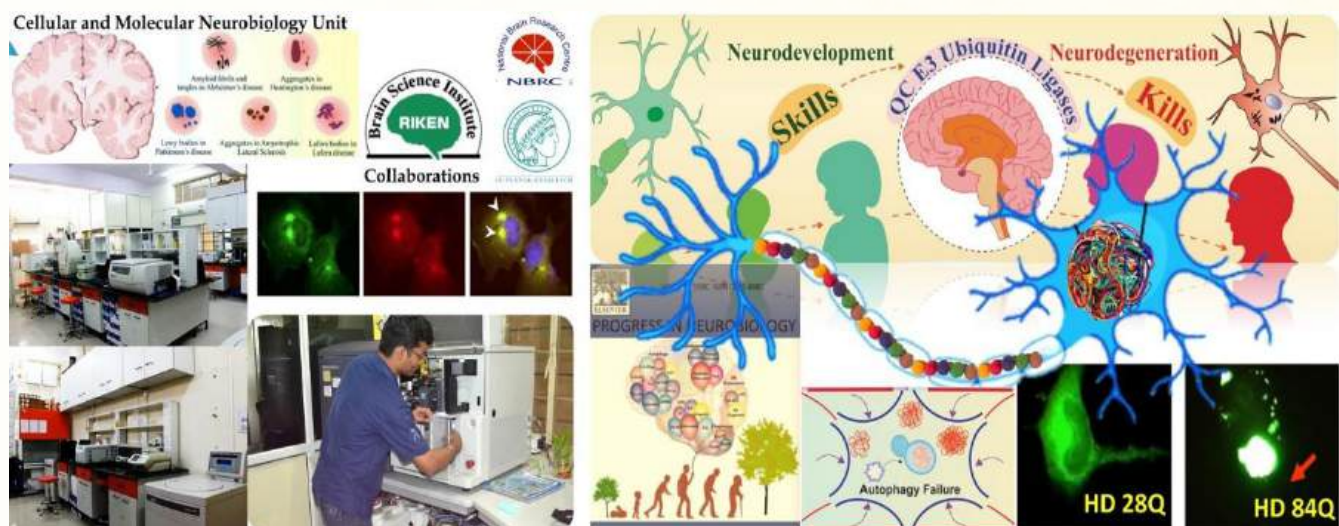 Cellular and Molecular Neurobiology Unit
Amyloid fibrils and
tangles in Alzheimer's disease
Aggregates in
Huntington's disease
Lewy bodies in
Parkinson's disease
Aggregates in Amyotrophic
Lateral Sclerosis
Lafora bodies in
Lafora disease
Brain Science Institute
RIKEN
National Brain Research Centre
NBRC
Collaborations
Neurodevelopment
QC E3 Ubiquitin Ligases
Neurodegeneration
Skills
Kills
ELSEVIER
PROGRESS IN NEUROBIOLOGY
Autophagy Failure
HD 28Q
HD 84Q